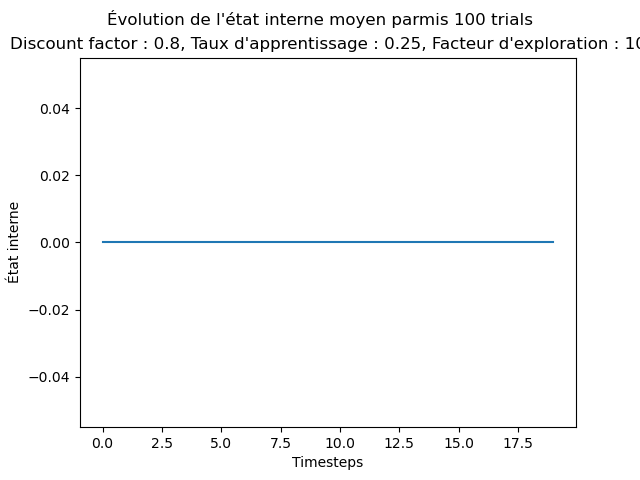 Évolution de l'état interne moyen parmis 100 trials
Discount factor : 0.8, Taux d'apprentissage : 0.25, Facteur d'exploration : 10
0.04
0.02
0.00
−0.02
−0.04
État interne
0.0 2.5 5.0 7.5 10.0 12.5 15.0 17.5
Timesteps